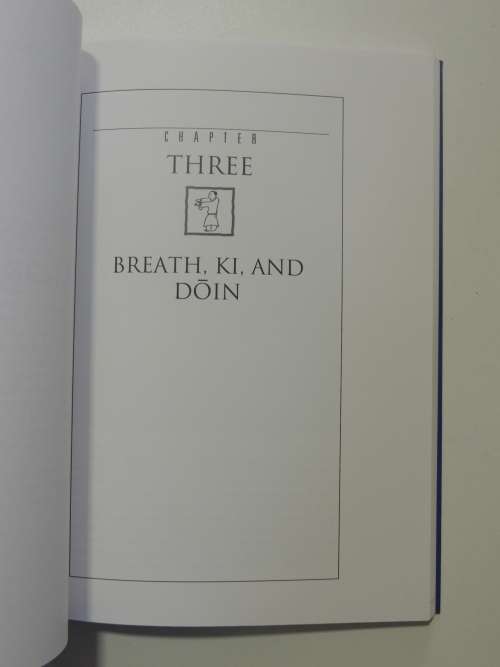 CHAPTER
THREE
BREATH, KI, AND
DŌIN